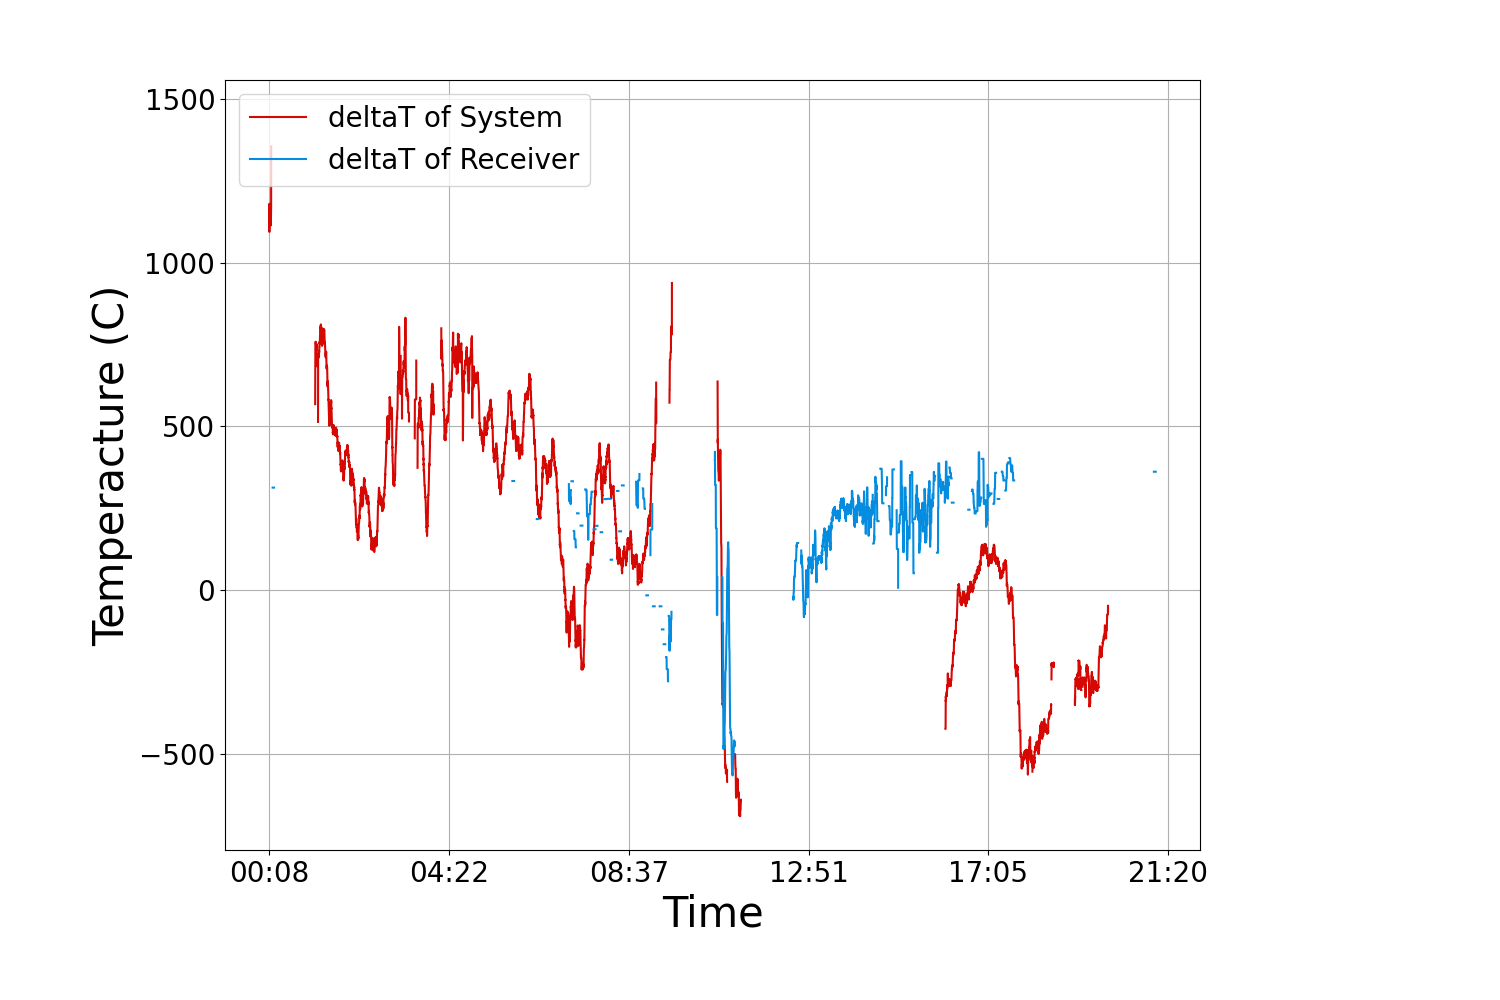 1500
1000
500
0
−500
deltaT of System
deltaT of Receiver
Temperacture (C)
00:08 04:22 08:37 12:51 17:05 21:20
Time